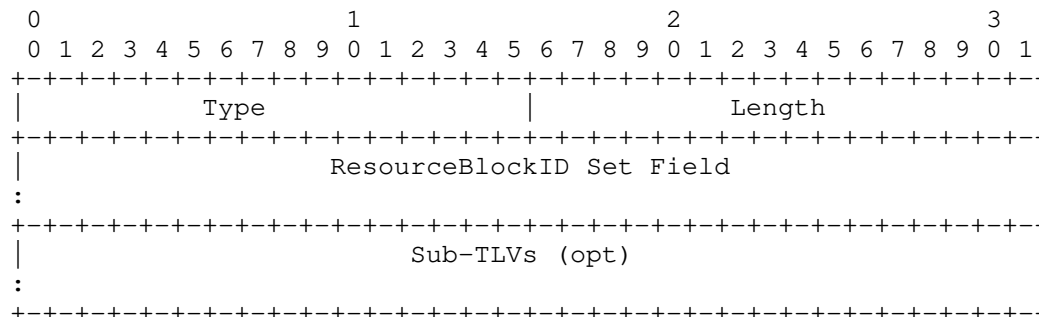 0                   1                   2                   3
 0 1 2 3 4 5 6 7 8 9 0 1 2 3 4 5 6 7 8 9 0 1 2 3 4 5 6 7 8 9 0 1
+-+-+-+-+-+-+-+-+-+-+-+-+-+-+-+-+-+-+-+-+-+-+-+-+-+-+-+-+-+-+-+-
|           Type                |             Length
+-+-+-+-+-+-+-+-+-+-+-+-+-+-+-+-+-+-+-+-+-+-+-+-+-+-+-+-+-+-+-+-
|                   ResourceBlockID Set Field
:
+-+-+-+-+-+-+-+-+-+-+-+-+-+-+-+-+-+-+-+-+-+-+-+-+-+-+-+-+-+-+-+-
|                        Sub-TLVs (opt)
:
+-+-+-+-+-+-+-+-+-+-+-+-+-+-+-+-+-+-+-+-+-+-+-+-+-+-+-+-+-+-+-+-